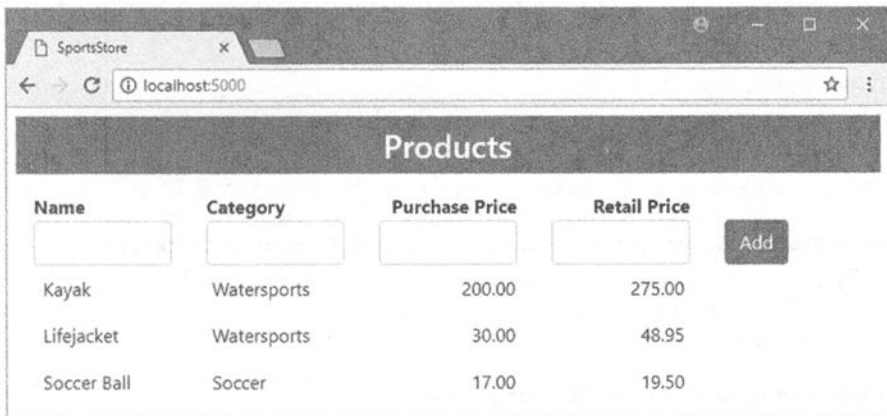 SportsStore
localhost:5000
Products
Name Category Purchase Price Retail Price
Add
Kayak Watersports 200.00 275.00
Lifejacket Watersports 30.00 48.95
Soccer Ball Soccer 17.00 19.50